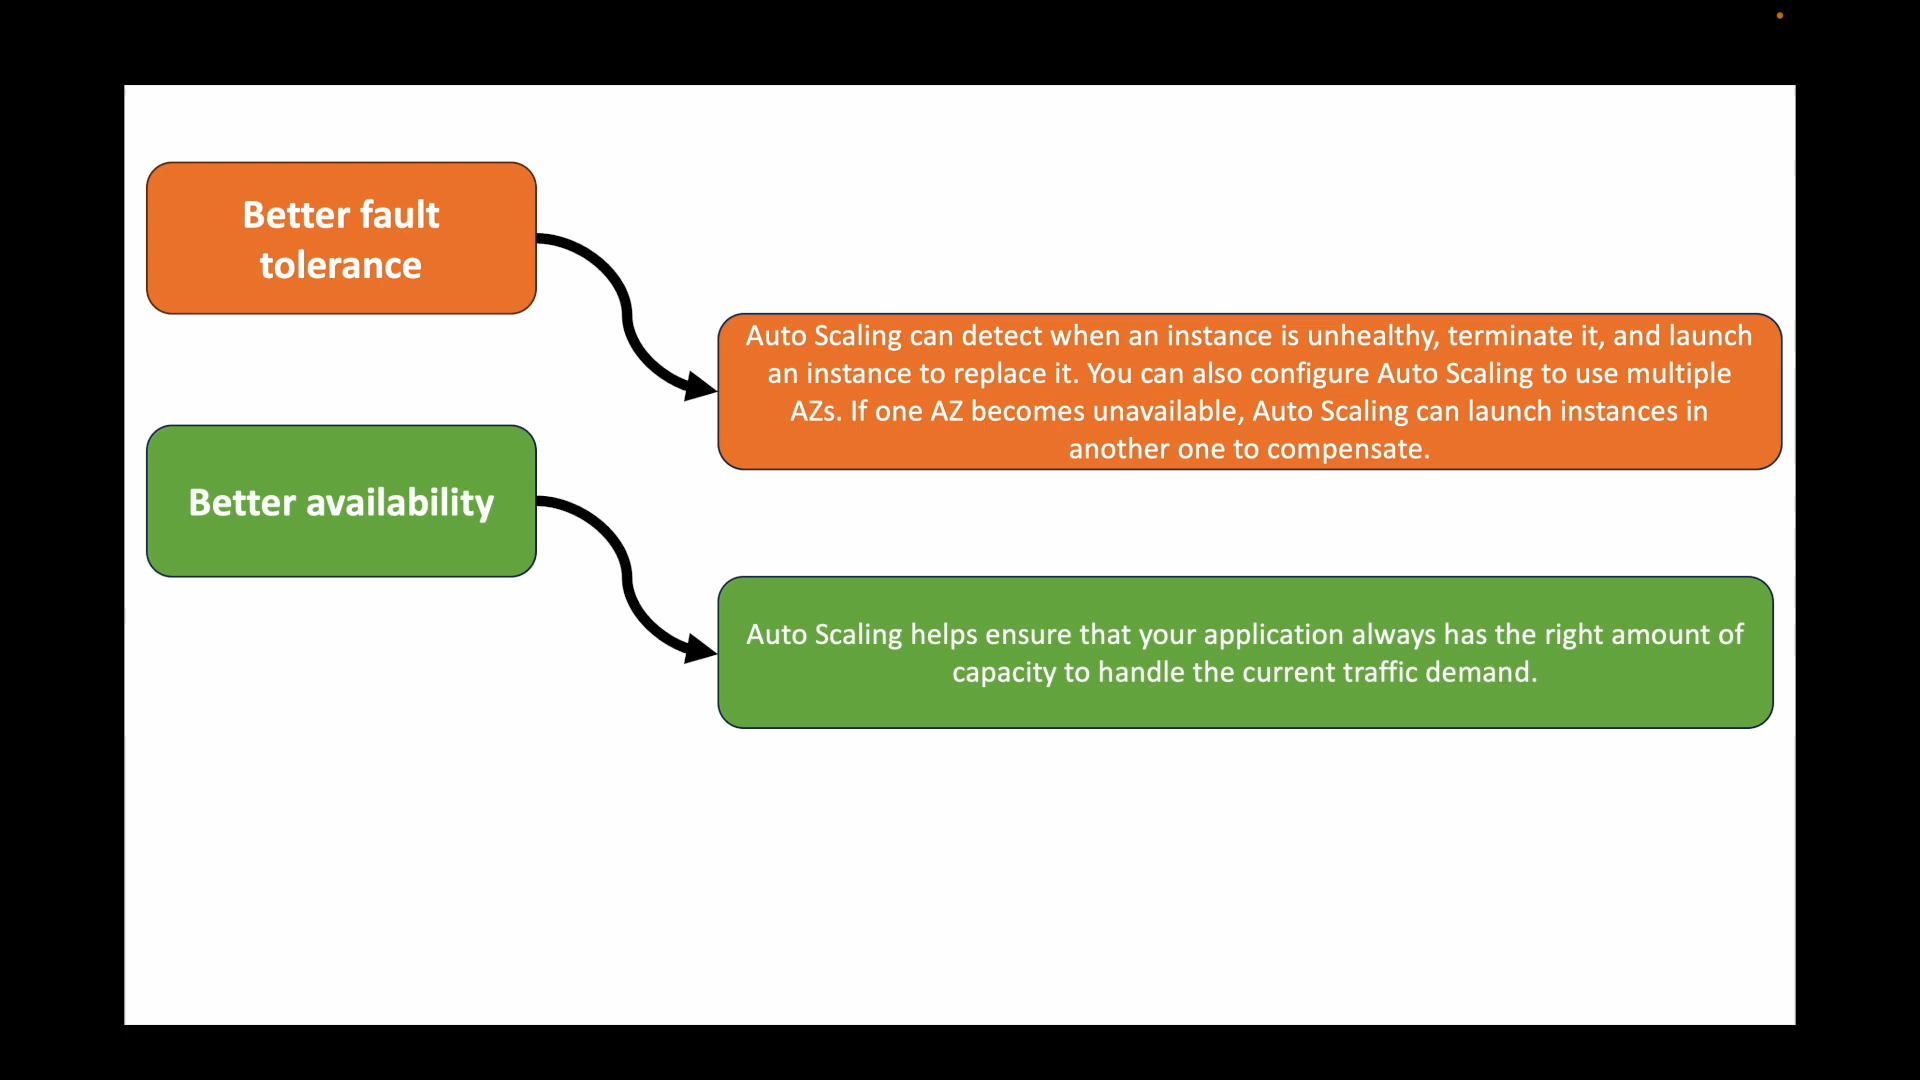 Better fault
tolerance
Auto Scaling can detect when an instance is unhealthy, terminate it, and launch
an instance to replace it. You can also configure Auto Scaling to use multiple
AZs. If one AZ becomes unavailable, Auto Scaling can launch instances in
another one to compensate.
Better availability
Auto Scaling helps ensure that your application always has the right amount of
capacity to handle the current traffic demand.